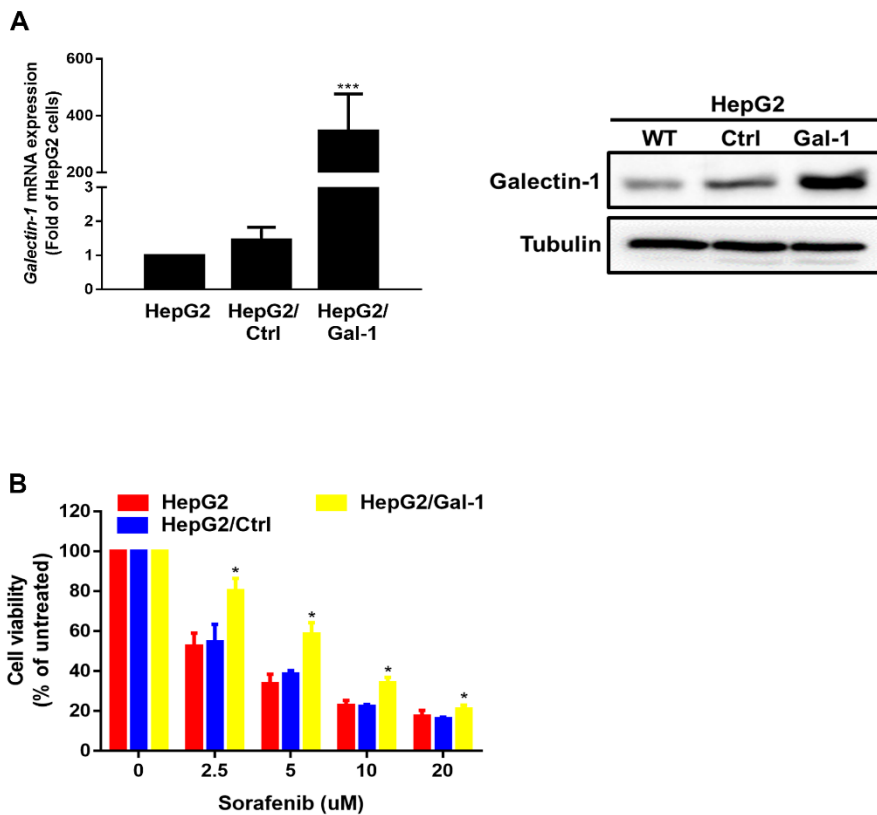 A
Galectin-1 mRNA expression
(Fold of HepG2 cells)
600
400
200
3
2
1
0
***
HepG2
HepG2/
Ctrl
HepG2/
Gal-1
HepG2
WT Ctrl Gal-1
Galectin-1
Tubulin
B
HepG2
HepG2/Ctrl
HepG2/Gal-1
Cell viability
(% of untreated)
120
100
80
60
40
20
0
* * * *
0 2.5 5 10 20
Sorafenib (uM)